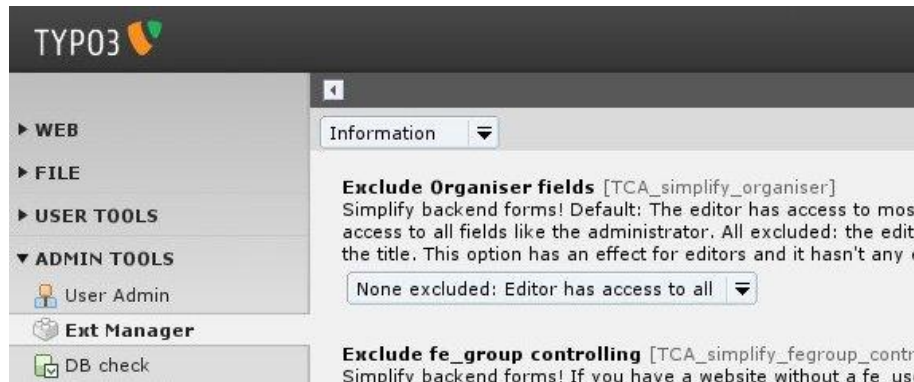 TYPO3
WEB
FILE
USER TOOLS
ADMIN TOOLS
User Admin
Ext Manager
DB check
Information
Exclude Organiser fields [TCA_simplify_organiser]
Simplify backend forms! Default: The editor has access to mos
access to all fields like the administrator. All excluded: the edit
the title. This option has an effect for editors and it hasn't any
None excluded: Editor has access to all
Exclude fe_group controlling [TCA_simplify_fegroup_contr
Simplify backend forms! If you have a website without a fe_us